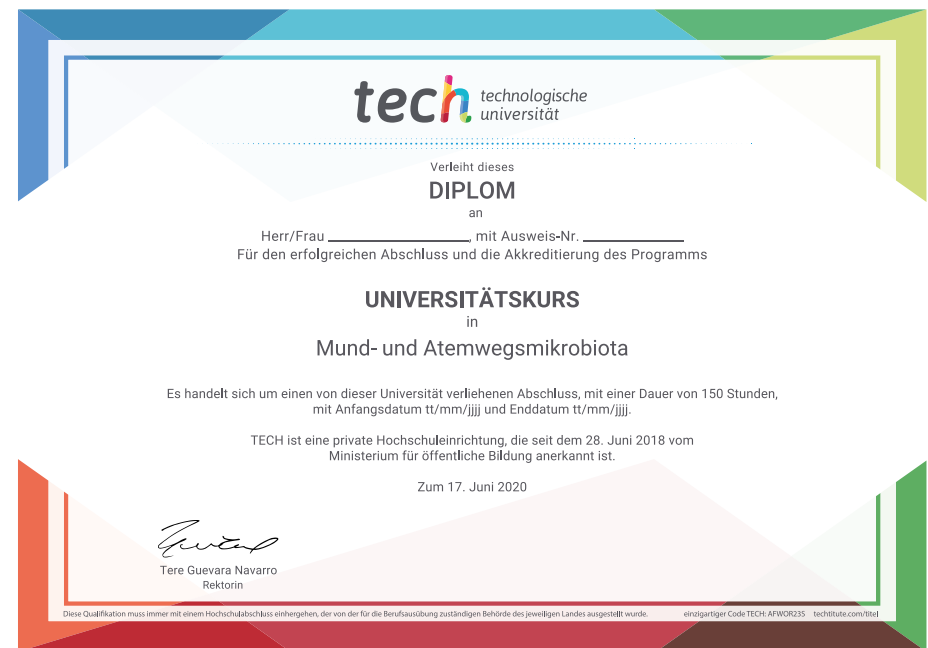 tech technologische
universität
Verleiht dieses
DIPLOM
an
Herr/Frau ____________________, mit Ausweis-Nr. ______________
Für den erfolgreichen Abschluss und die Akkreditierung des Programms
UNIVERSITÄTSKURS
in
Mund- und Atemwegsmikrobiota
Es handelt sich um einen von dieser Universität verliehenen Abschluss, mit einer Dauer von 150 Stunden,
mit Anfangsdatum tt/mm/jjjj und Enddatum tt/mm/jjjj.
TECH ist eine private Hochschuleinrichtung, die seit dem 28. Juni 2018 vom
Ministerium für öffentliche Bildung anerkannt ist.
Zum 17. Juni 2020
Tere Guevara Navarro
Rektorin
Diese Qualifikation muss immer mit einem Hochschulabschluss einhergehen, der von der für die Berufsausübung zuständigen Behörde des jeweiligen Landes ausgestellt wurde. einzigartiger Code TECH: AFWOR23S techtitute.com/titel